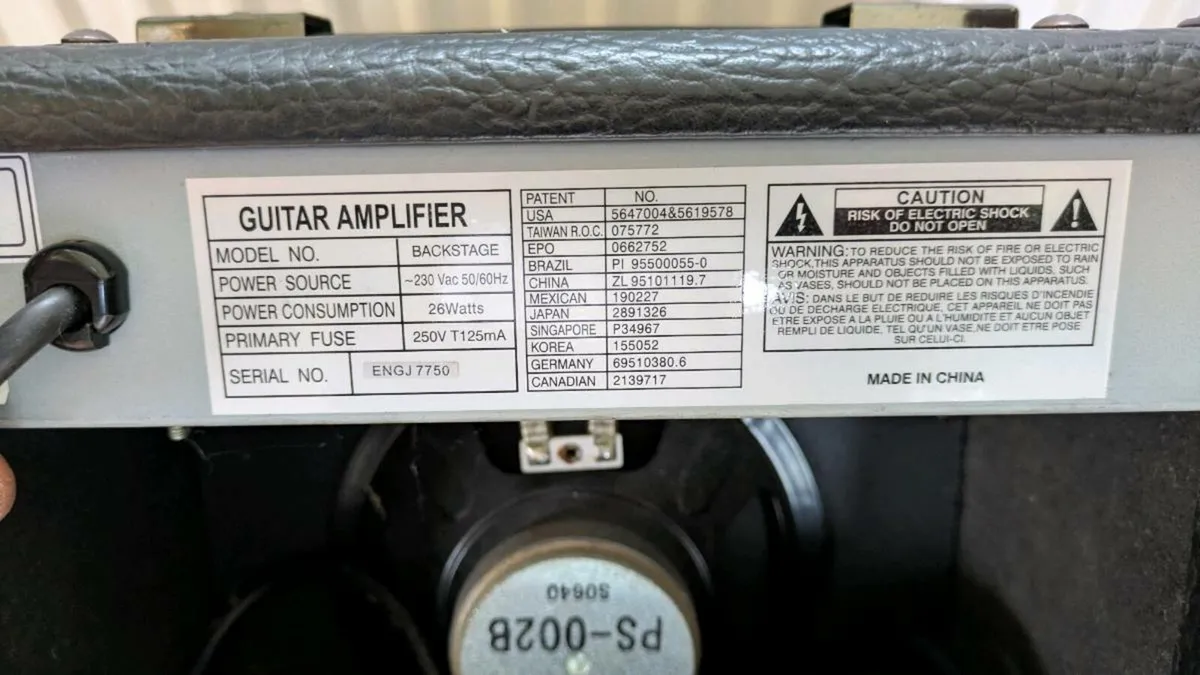 GUITAR AMPLIFIER
MODEL NO. BACKSTAGE
POWER SOURCE ~230 Vac 50/60Hz
POWER CONSUMPTION 26Watts
PRIMARY FUSE 250V T125mA
SERIAL NO. ENGJ 7750
PATENT NO.
USA 5647004&5619578
TAIWAN R.O.C. 075772
EPO 0662752
BRAZIL PI 95500055-0
CHINA ZL 95101119.7
MEXICAN 190227
JAPAN 2891326
SINGAPORE P34967
KOREA 155052
GERMANY 69510380.6
CANADIAN 2139717
CAUTION
RISK OF ELECTRIC SHOCK
DO NOT OPEN
WARNING: TO REDUCE THE RISK OF FIRE OR ELECTRIC
SHOCK,THIS APPARATUS SHOULD NOT BE EXPOSED TO RAIN
OR MOISTURE AND OBJECTS FILLED WITH LIQUIDS, SUCH
AS VASES, SHOULD NOT BE PLACED ON THIS APPARATUS.
AVIS: DANS LE BUT DE REDUIRE LES RISQUES D'INCENDIE
OU DE DECHARGE ELECTRIQUE, CET APPAREIL NE DOIT PAS
ETRE EXPOSE A LA PLUIE OU A L'HUMIDITE ET AUCUN OBJET
REMPLI DE LIQUIDE, TEL QU'UN VASE,NE DOIT ETRE POSE
SUR CELUI-CI.
MADE IN CHINA
S0640
PS-002B